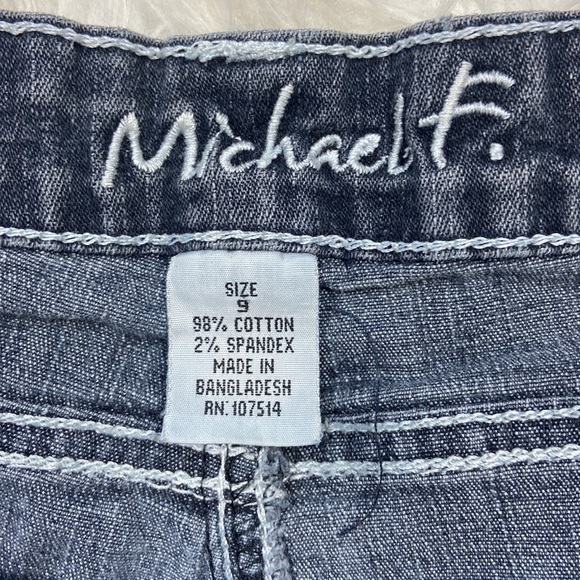 Michael F.
SIZE
9
98% COTTON
2% SPANDEX
MADE IN
BANGLADESH
RN: 107514